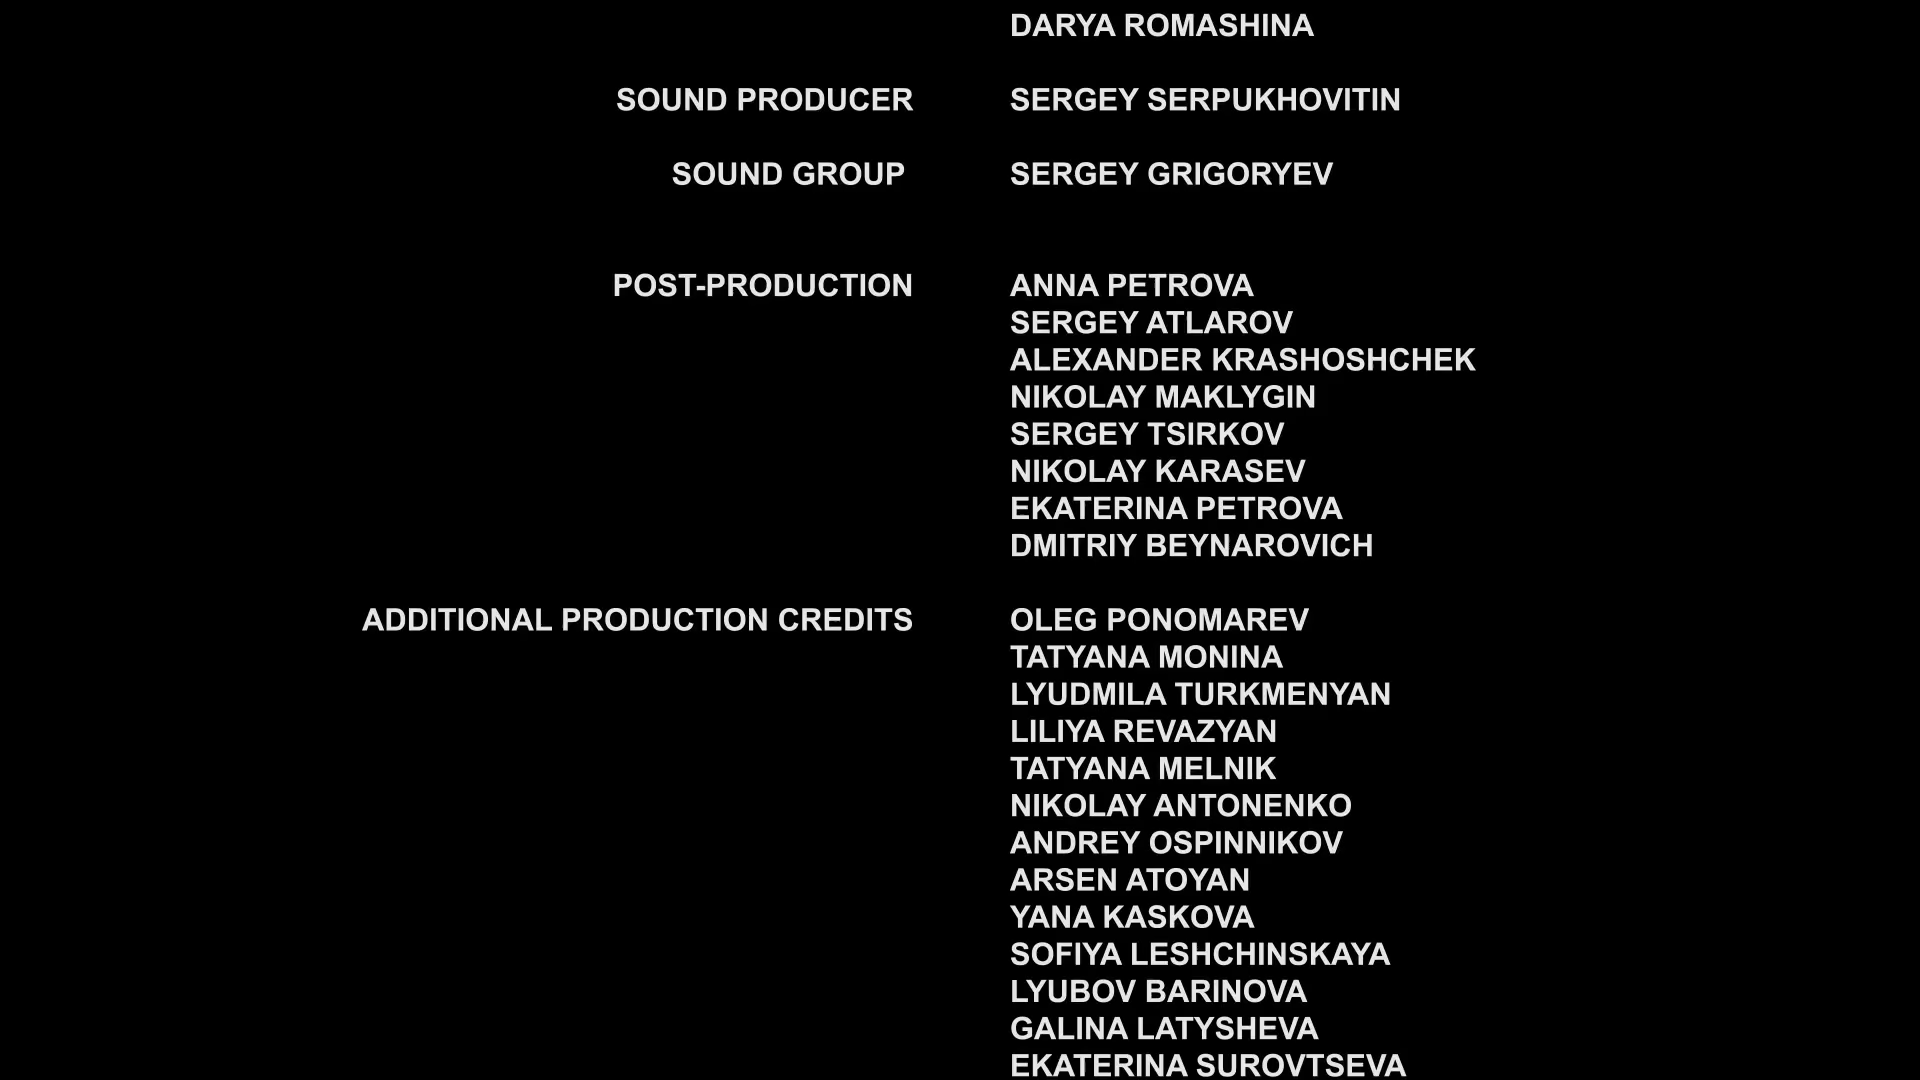 DARYA ROMASHINA
SOUND PRODUCER SERGEY SERPUKHOVITIN
SOUND GROUP SERGEY GRIGORYEV
POST-PRODUCTION ANNA PETROVA
SERGEY ATLAROV
ALEXANDER KRASHOSHCHEK
NIKOLAY MAKLYGIN
SERGEY TSIRKOV
NIKOLAY KARASEV
EKATERINA PETROVA
DMITRIY BEYNAROVICH
ADDITIONAL PRODUCTION CREDITS OLEG PONOMAREV
TATYANA MONINA
LYUDMILA TURKMENYAN
LILIYA REVAZYAN
TATYANA MELNIK
NIKOLAY ANTONENKO
ANDREY OSPINNIKOV
ARSEN ATOYAN
YANA KASKOVA
SOFIYA LESHCHINSKAYA
LYUBOV BARINOVA
GALINA LATYSHEVA
EKATERINA SUROVTSEVA